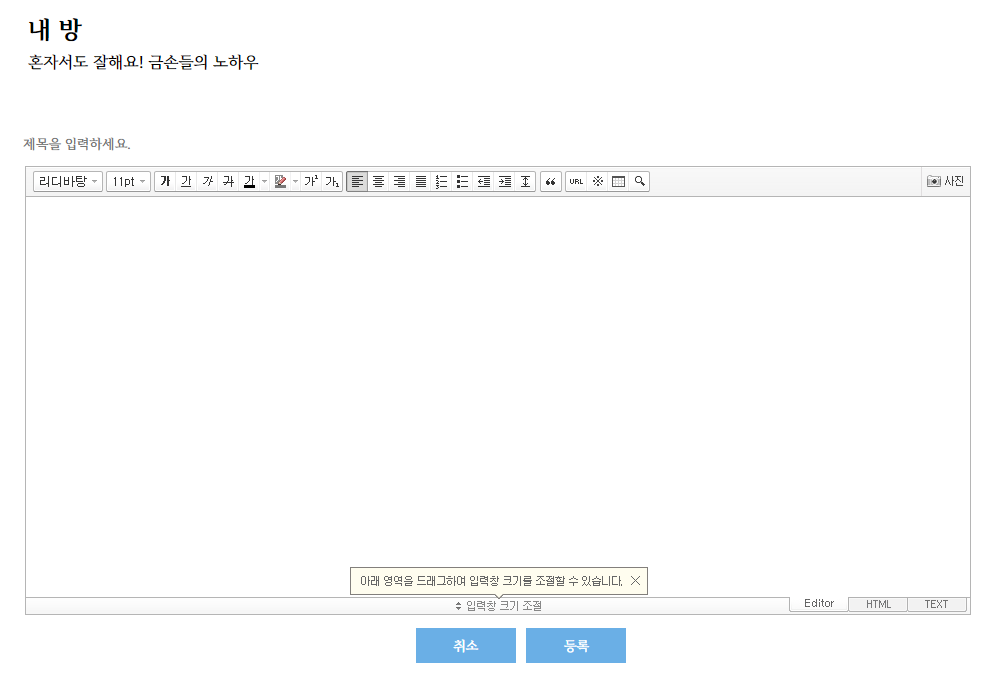 내 방
혼자서도 잘해요! 금손들의 노하우
제목을 입력하세요.
리디바탕 11pt 가 가 가 가 가 가¹ 가₁ URL ※ 사진
아래 영역을 드래그하여 입력창 크기를 조절할 수 있습니다.
입력창 크기 조절 Editor HTML TEXT
취소 등록